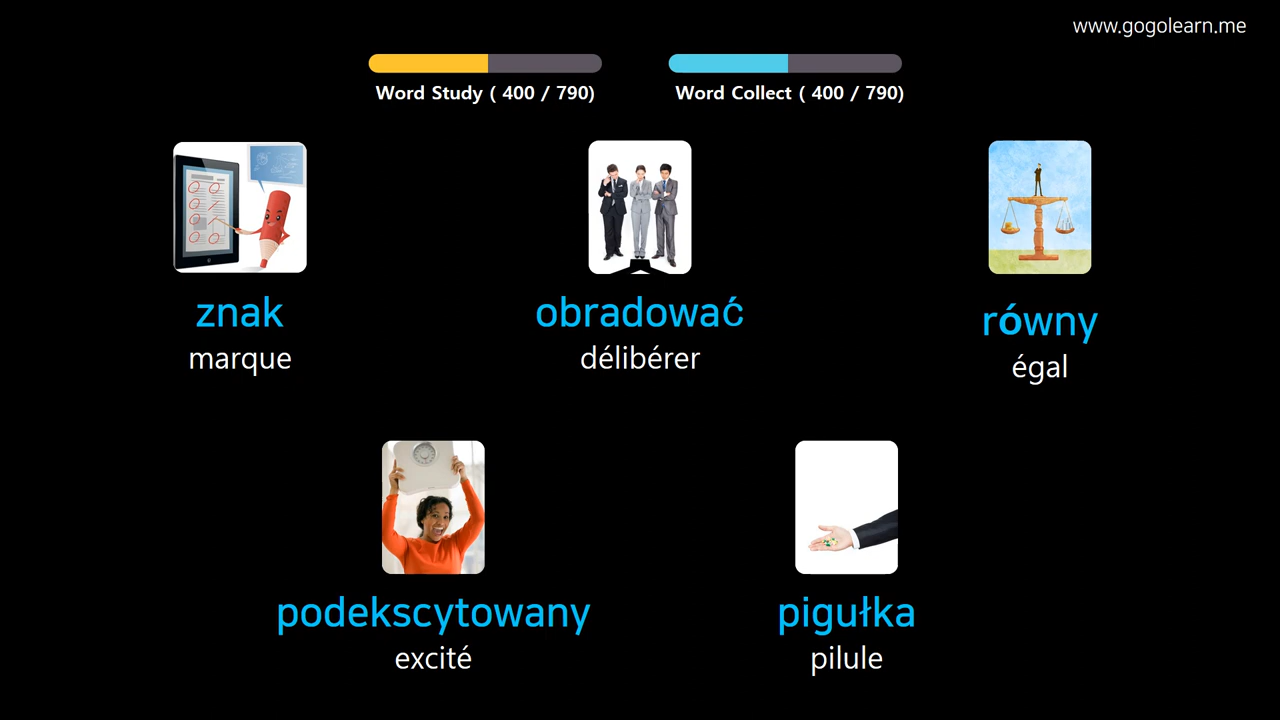 www.gogolearn.me
Word Study ( 400 / 790)
Word Collect ( 400 / 790)
znak
marque
obradować
délibérer
równy
égal
podekscytowany
excité
pigułka
pilule